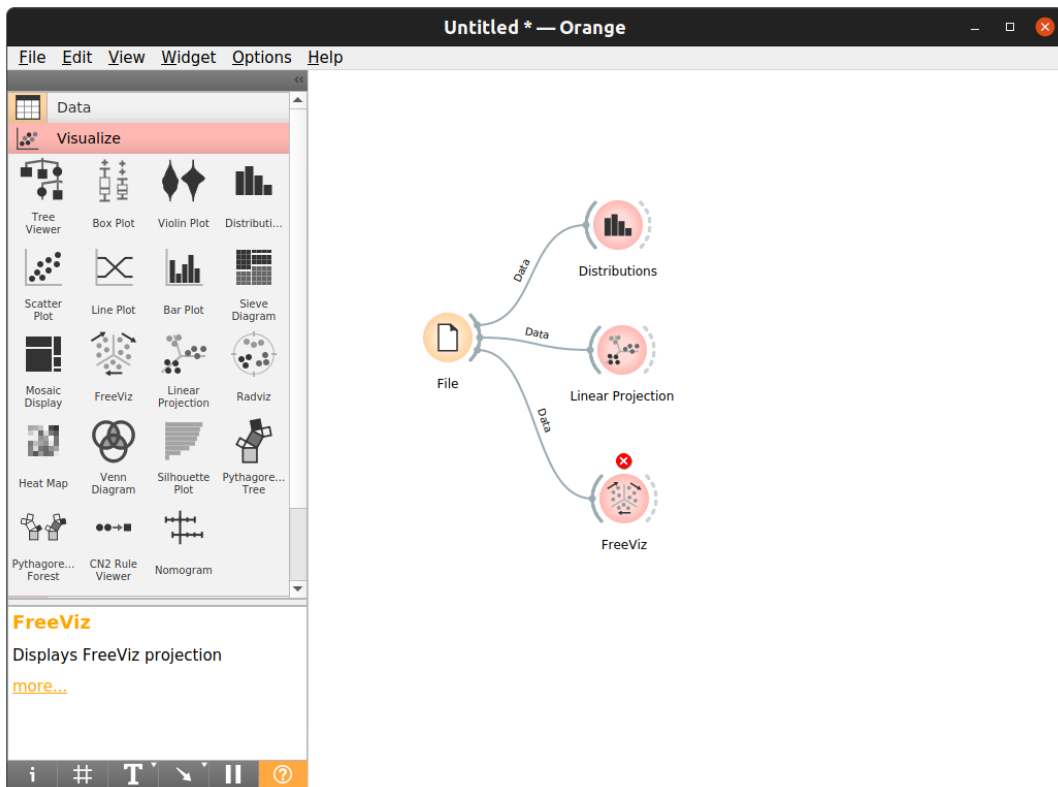 Untitled * — Orange
File Edit View Widget Options Help
Data
Visualize
Tree
Viewer
Box Plot
Violin Plot
Distributi...
Scatter
Plot
Line Plot
Bar Plot
Sieve
Diagram
Mosaic
Display
FreeViz
Linear
Projection
Radviz
Heat Map
Venn
Diagram
Silhouette
Plot
Pythagore...
Tree
Pythagore...
Forest
CN2 Rule
Viewer
Nomogram
FreeViz
Displays FreeViz projection
more...
i # T ?
Data
Distributions
Data
File
Linear Projection
Data
FreeViz